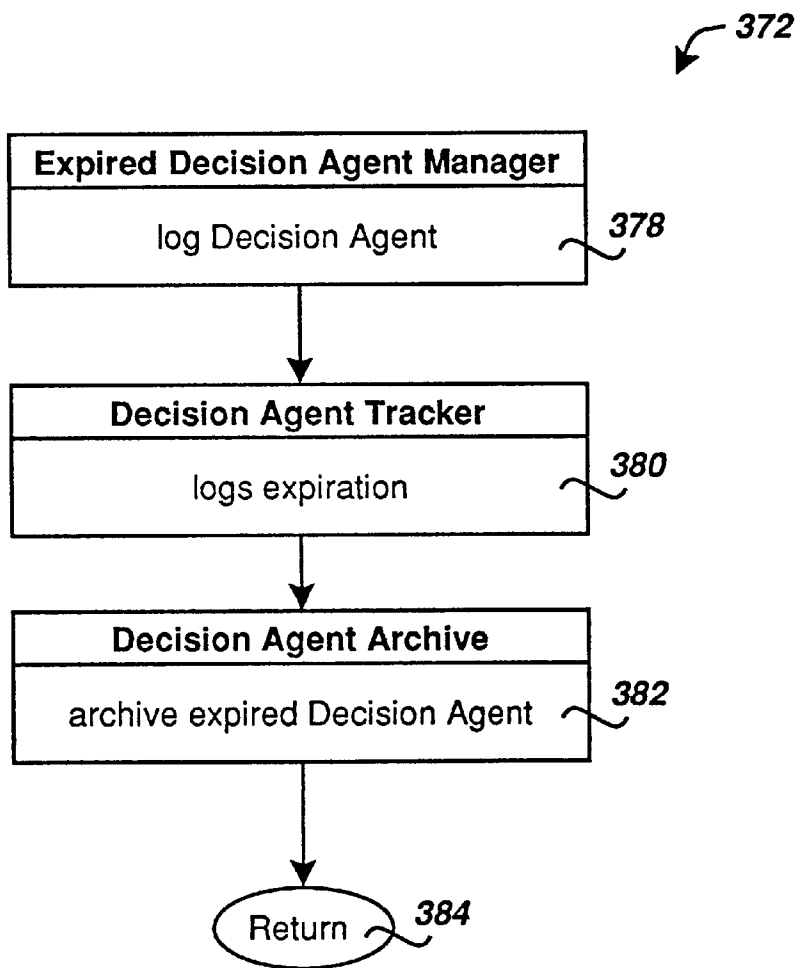 372
Expired Decision Agent Manager
log Decision Agent
378
Decision Agent Tracker
logs expiration
380
Decision Agent Archive
archive expired Decision Agent
382
Return
384